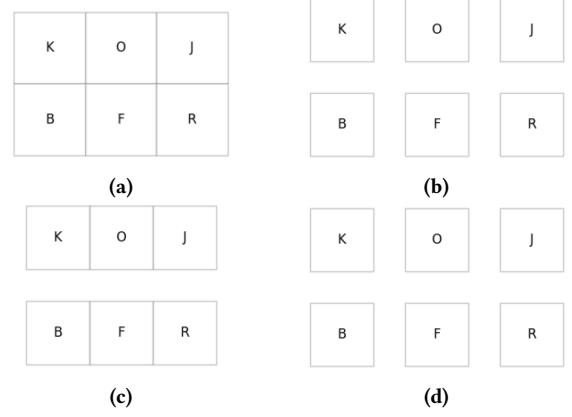 K O J
B F R
(a)
K O J
B F R
(b)
K O J
B F R
(c)
K O J
B F R
(d)